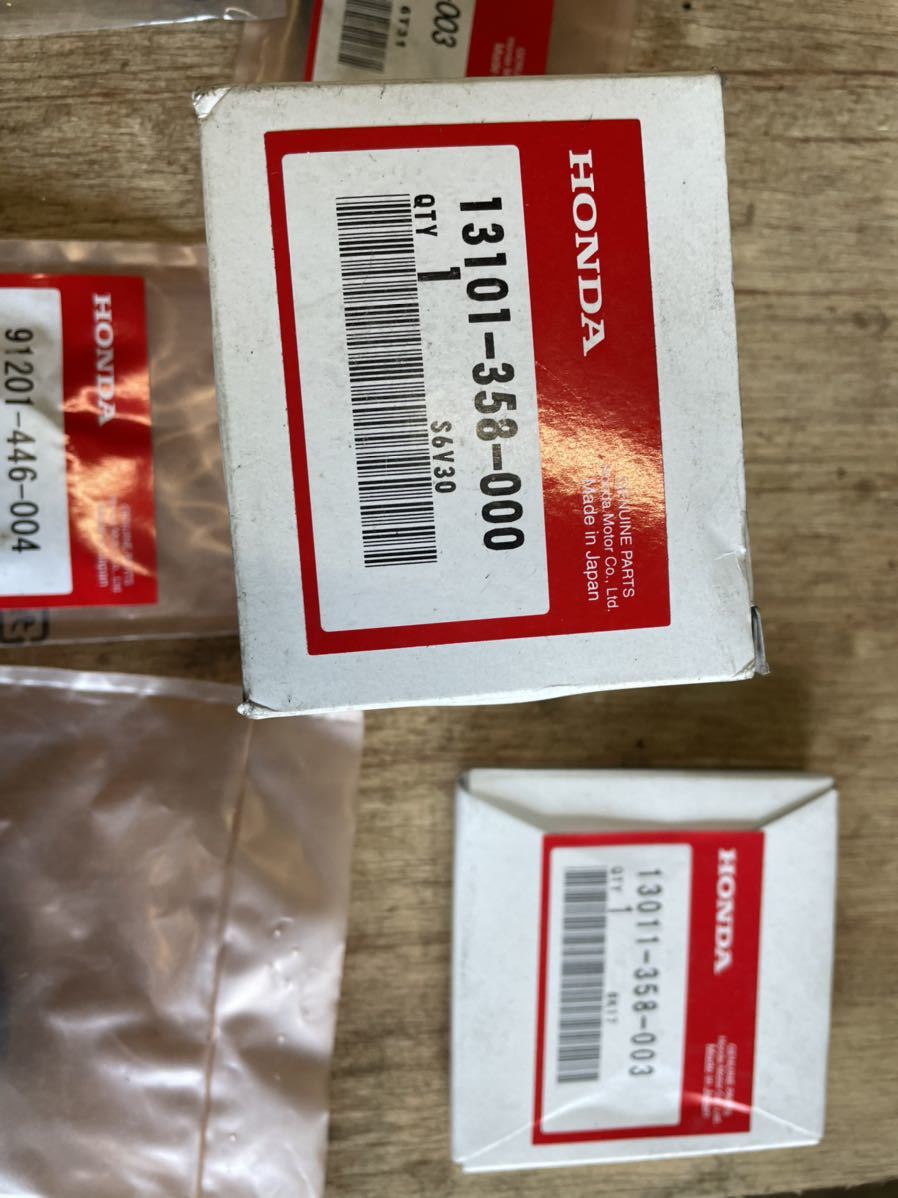 003
HONDA
GENUINE PARTS
Honda Motor Co., Ltd.
Made in Japan
13101-358-000
QTY 1
S6V30
HONDA
91201-446-004
HONDA
GENUINE PARTS
Honda Motor Co., Ltd.
Made in Japan
13011-358-003
QTY 1